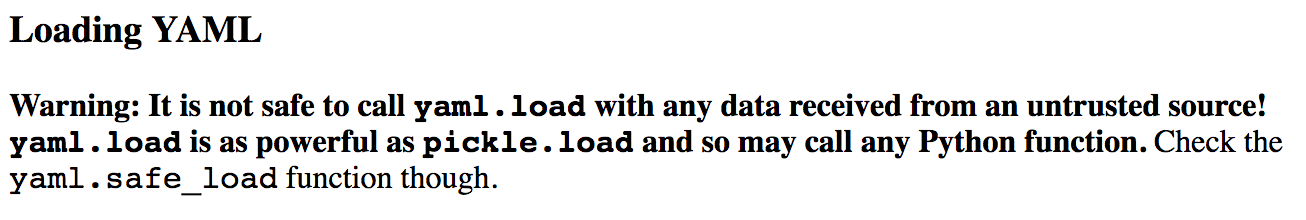 Loading YAML
Warning: It is not safe to call yaml.load with any data received from an untrusted source!
yaml.load is as powerful as pickle.load and so may call any Python function. Check the
yaml.safe_load function though.